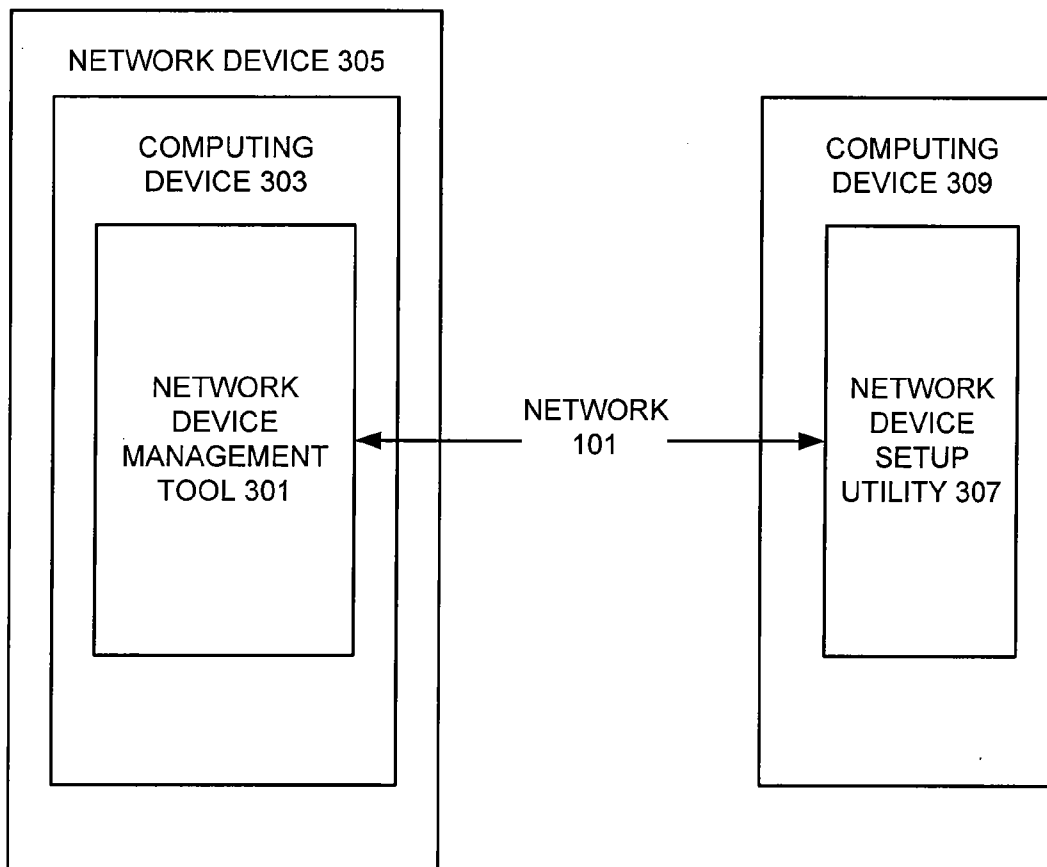 NETWORK DEVICE 305
COMPUTING
DEVICE 303
NETWORK
DEVICE
MANAGEMENT
TOOL 301
NETWORK
101
COMPUTING
DEVICE 309
NETWORK
DEVICE
SETUP
UTILITY 307